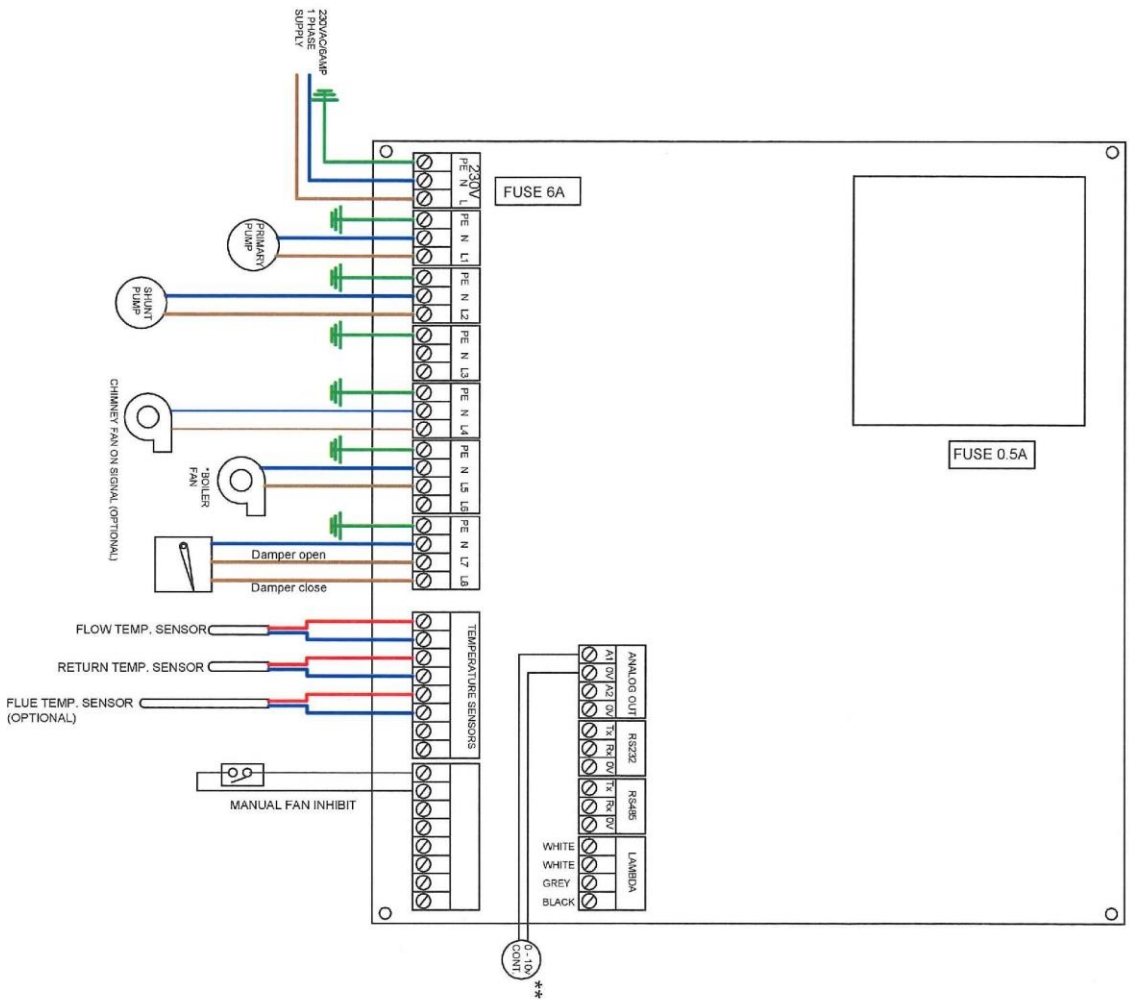 230VAC/6AMP
1 PHASE
SUPPLY
230V
PE N L
FUSE 6A
PE N L1
PRIMARY
PUMP
PE N L2
SHUNT
PUMP
PE N L3
PE N L4
CHIMNEY FAN ON SIGNAL (OPTIONAL)
PE N L5 L6
*BOILER
FAN
PE N L7 L8
Damper open
Damper close
FUSE 0.5A
FLOW TEMP. SENSOR
RETURN TEMP. SENSOR
FLUE TEMP. SENSOR
(OPTIONAL)
TEMPERATURE SENSORS
MANUAL FAN INHIBIT
ANALOG OUT
A1 0V A2 0V
RS232
Tx Rx 0V
RS485
Tx Rx 0V
LAMBDA
WHITE
WHITE
GREY
BLACK
0 - 10v
CONT.
**